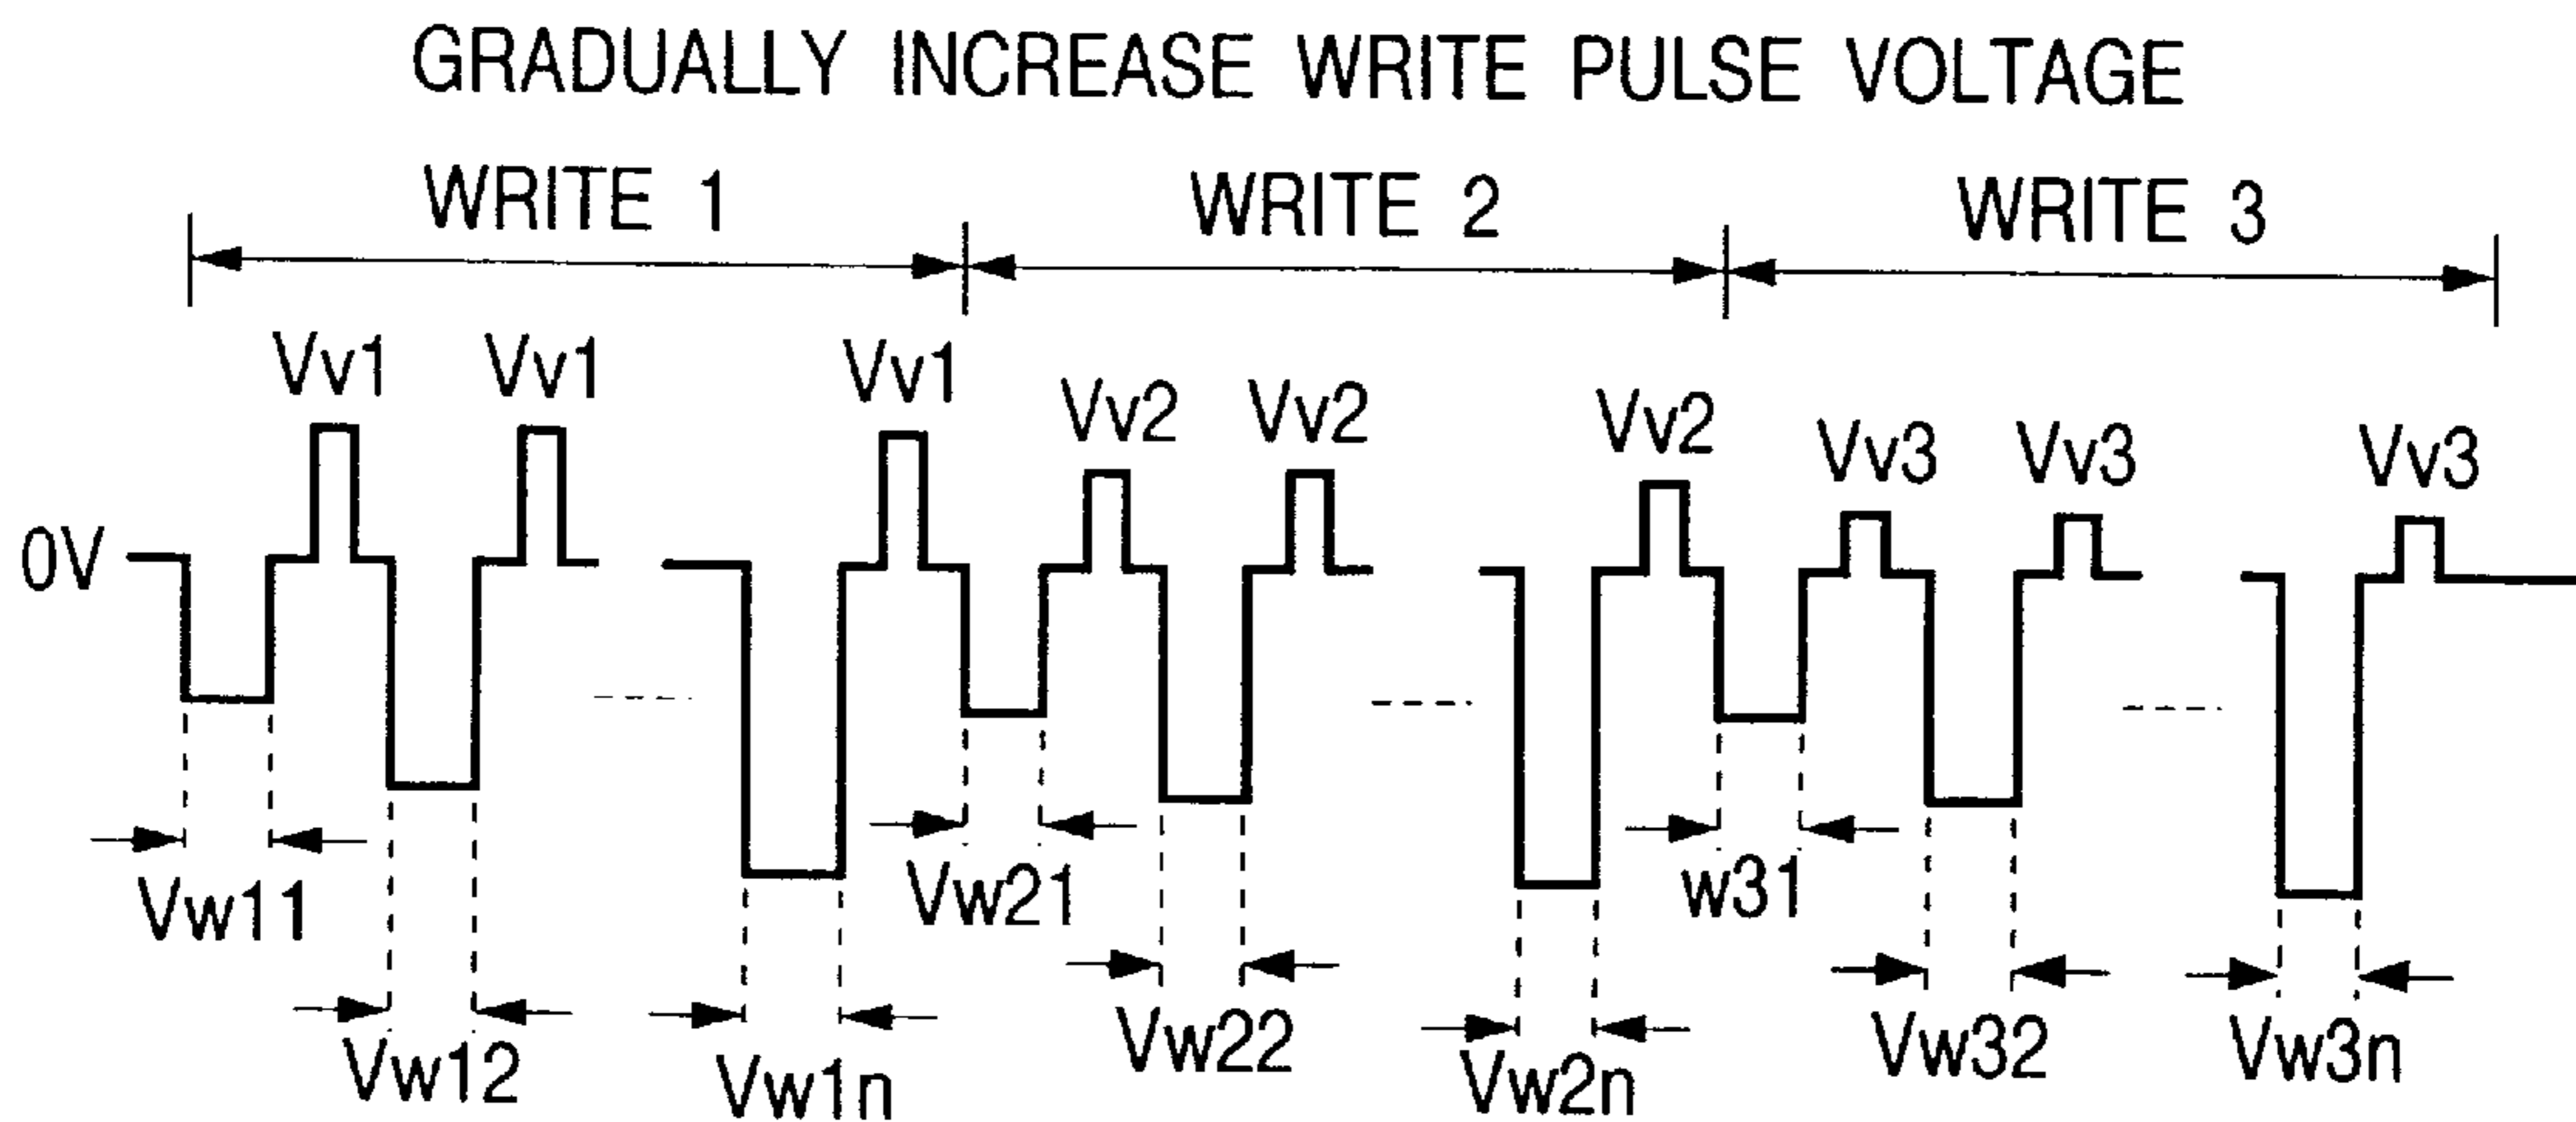 GRADUALLY INCREASE WRITE PULSE VOLTAGE
WRITE 1 WRITE 2 WRITE 3
Vv1 Vv1 Vv1 Vv2 Vv2 Vv2 Vv3 Vv3 Vv3
0V
Vw11 Vw21 w31
Vw12 Vw1n Vw22 Vw2n Vw32 Vw3n